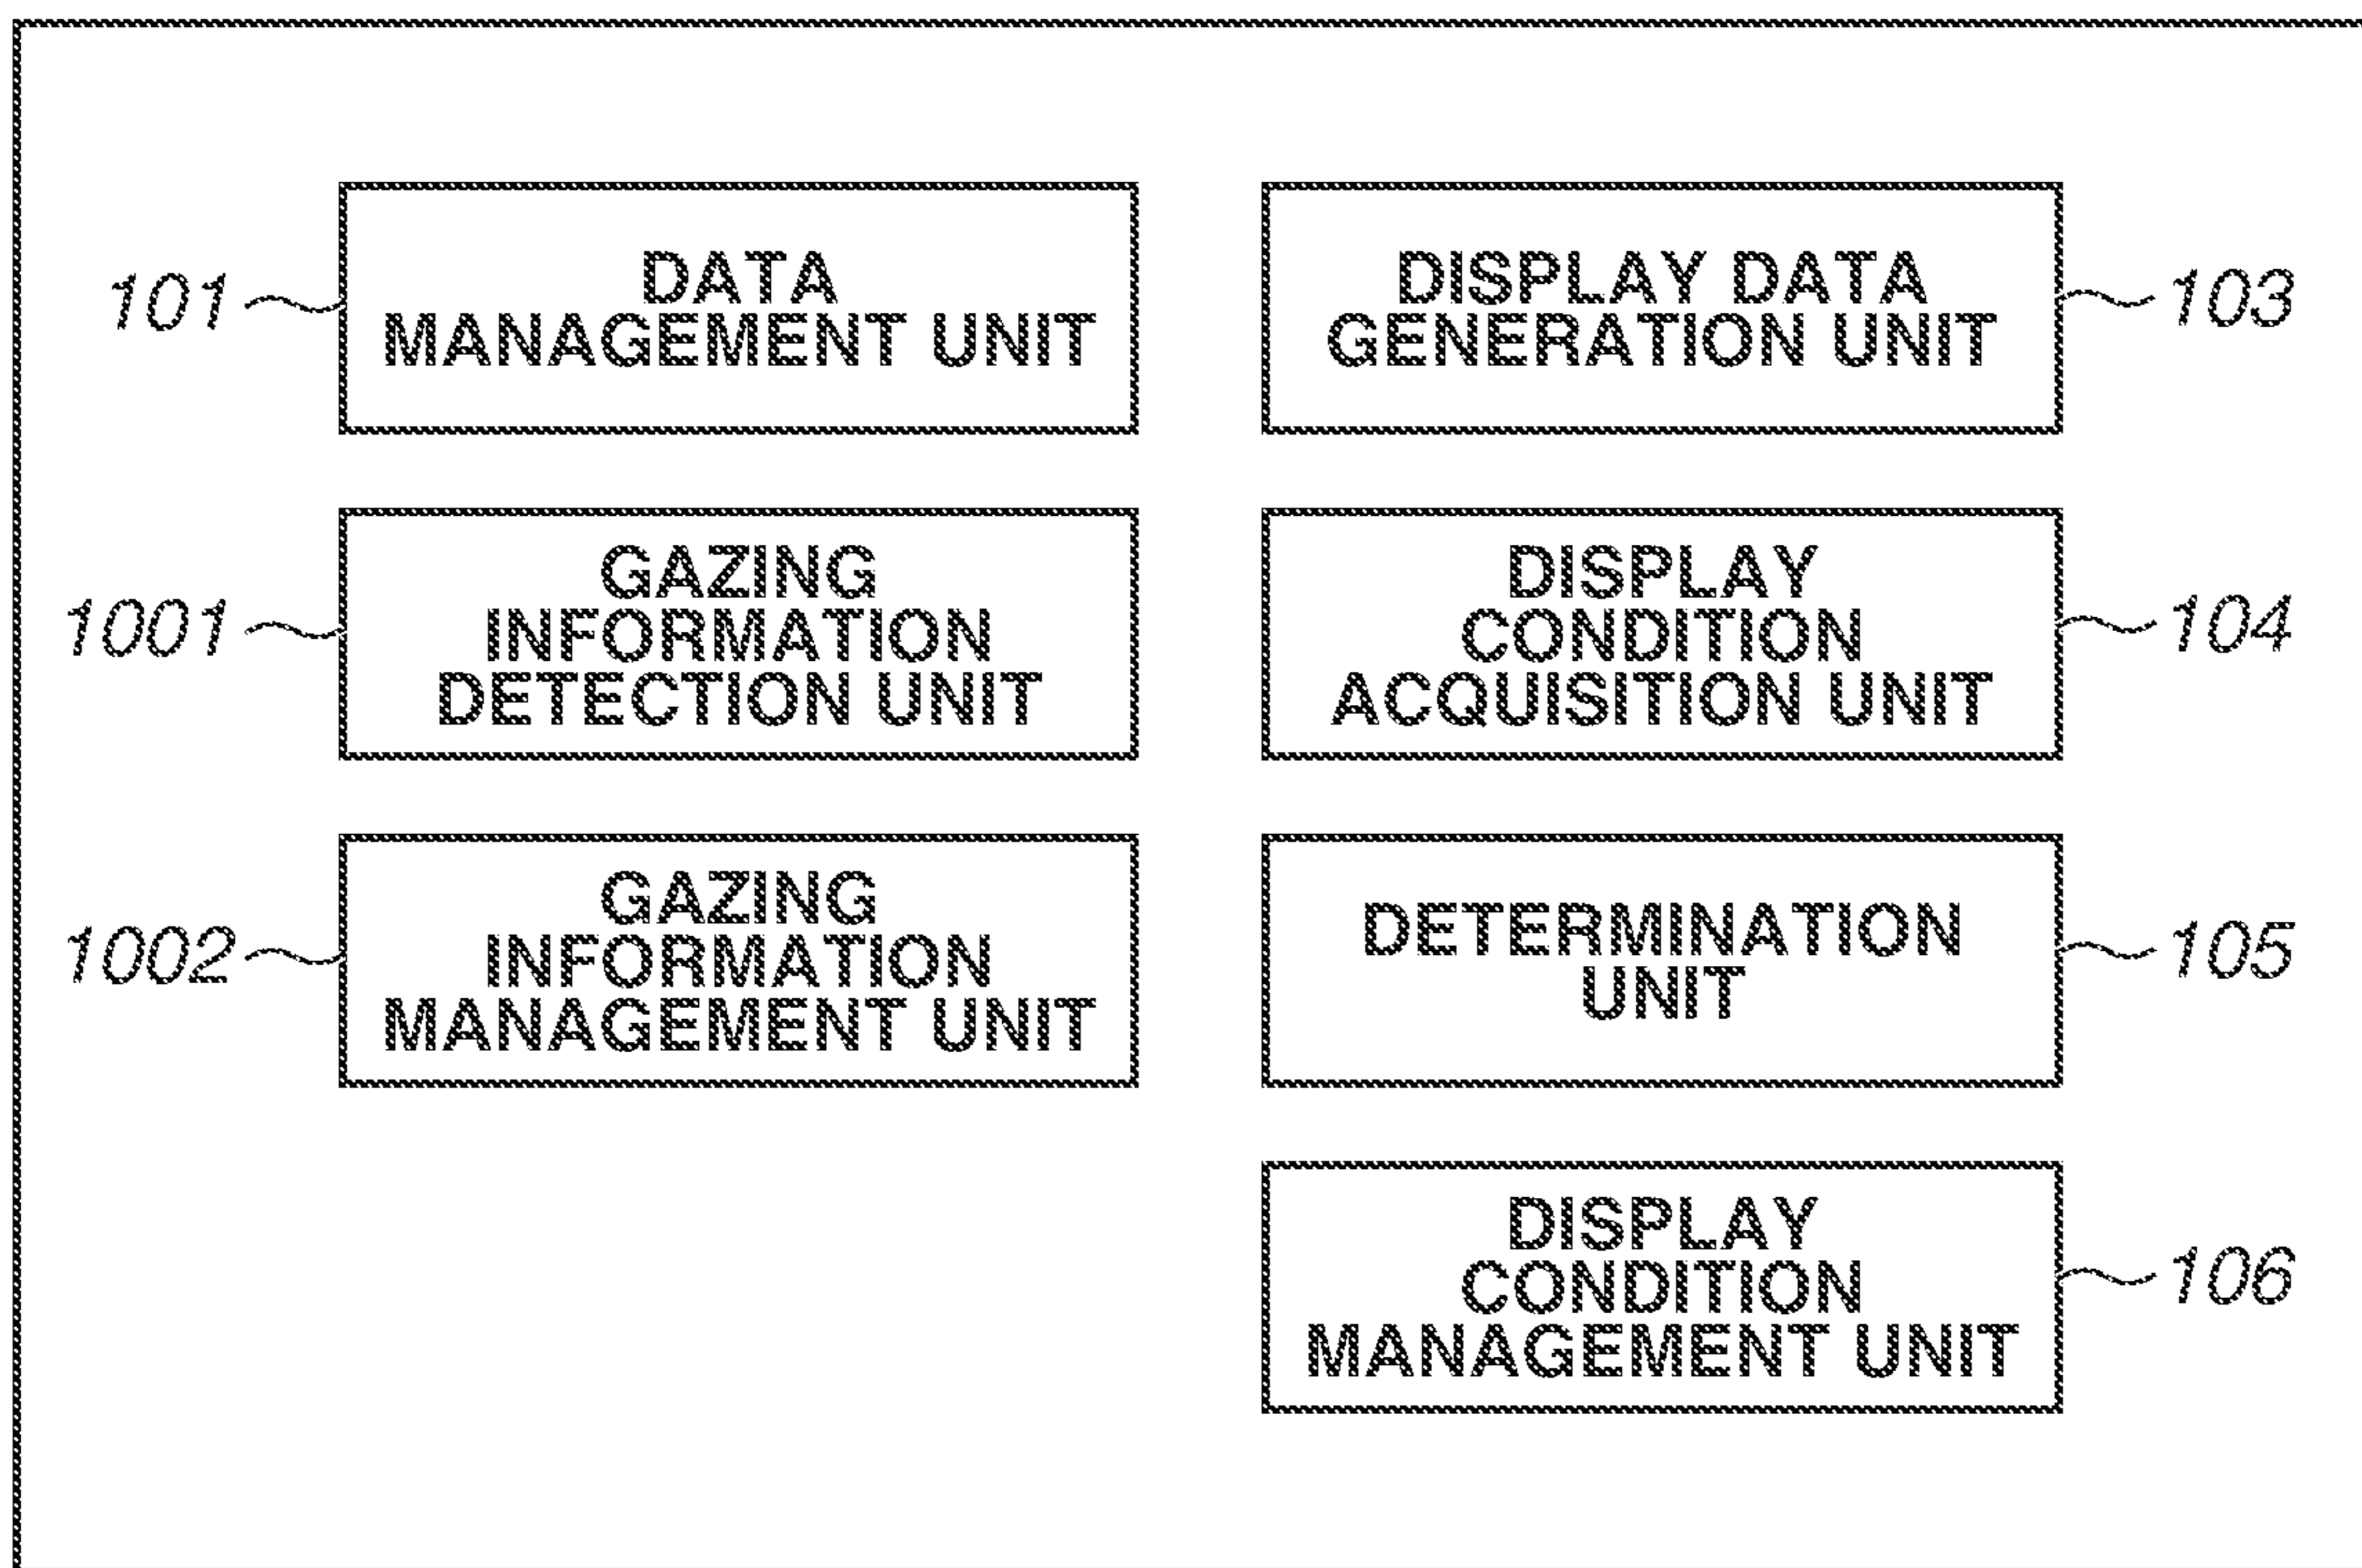 101
DATA
MANAGEMENT UNIT
DISPLAY DATA
GENERATION UNIT
103
1001
GAZING
INFORMATION
DETECTION UNIT
DISPLAY
CONDITION
ACQUISITION UNIT
104
1002
GAZING
INFORMATION
MANAGEMENT UNIT
DETERMINATION
UNIT
105
DISPLAY
CONDITION
MANAGEMENT UNIT
106